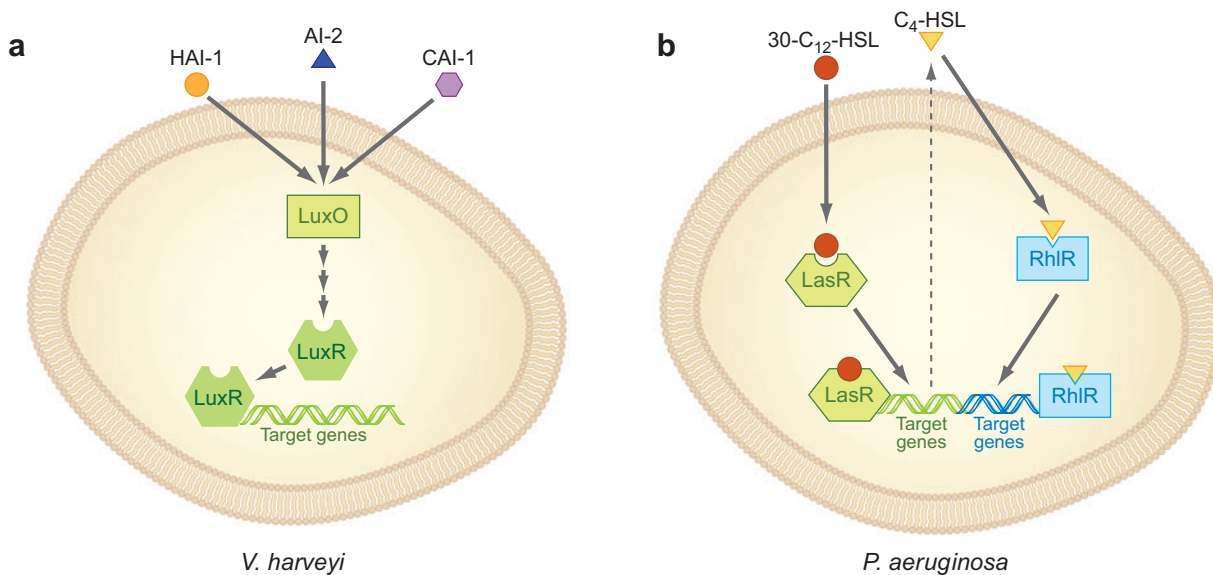 a
HAI-1
AI-2
CAI-1
LuxO
LuxR
LuxR
Target genes
V. harveyi
b
30-C₁₂-HSL
C₄-HSL
LasR
RhlR
LasR
RhlR
Target
genes
Target
genes
P. aeruginosa